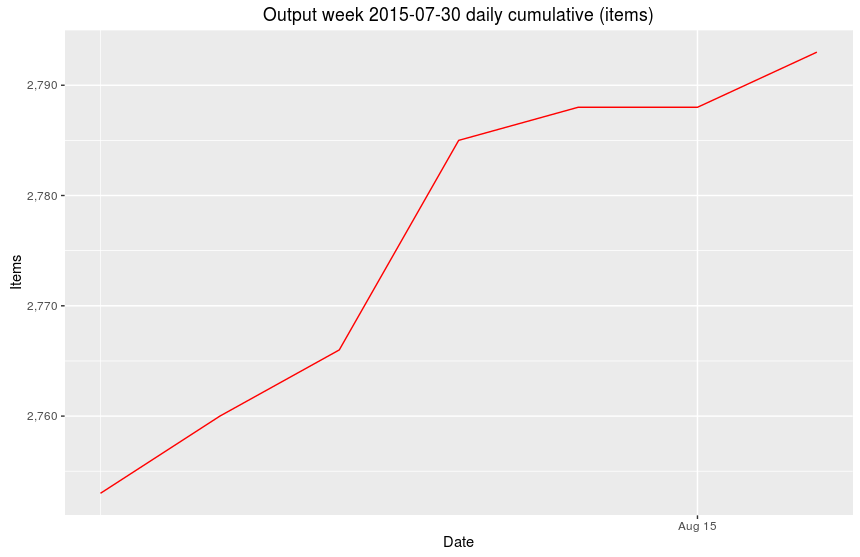 Output week 2015-07-30 daily cumulative (items)
2,790
2,780
2,770
2,760
Items
Aug 15
Date